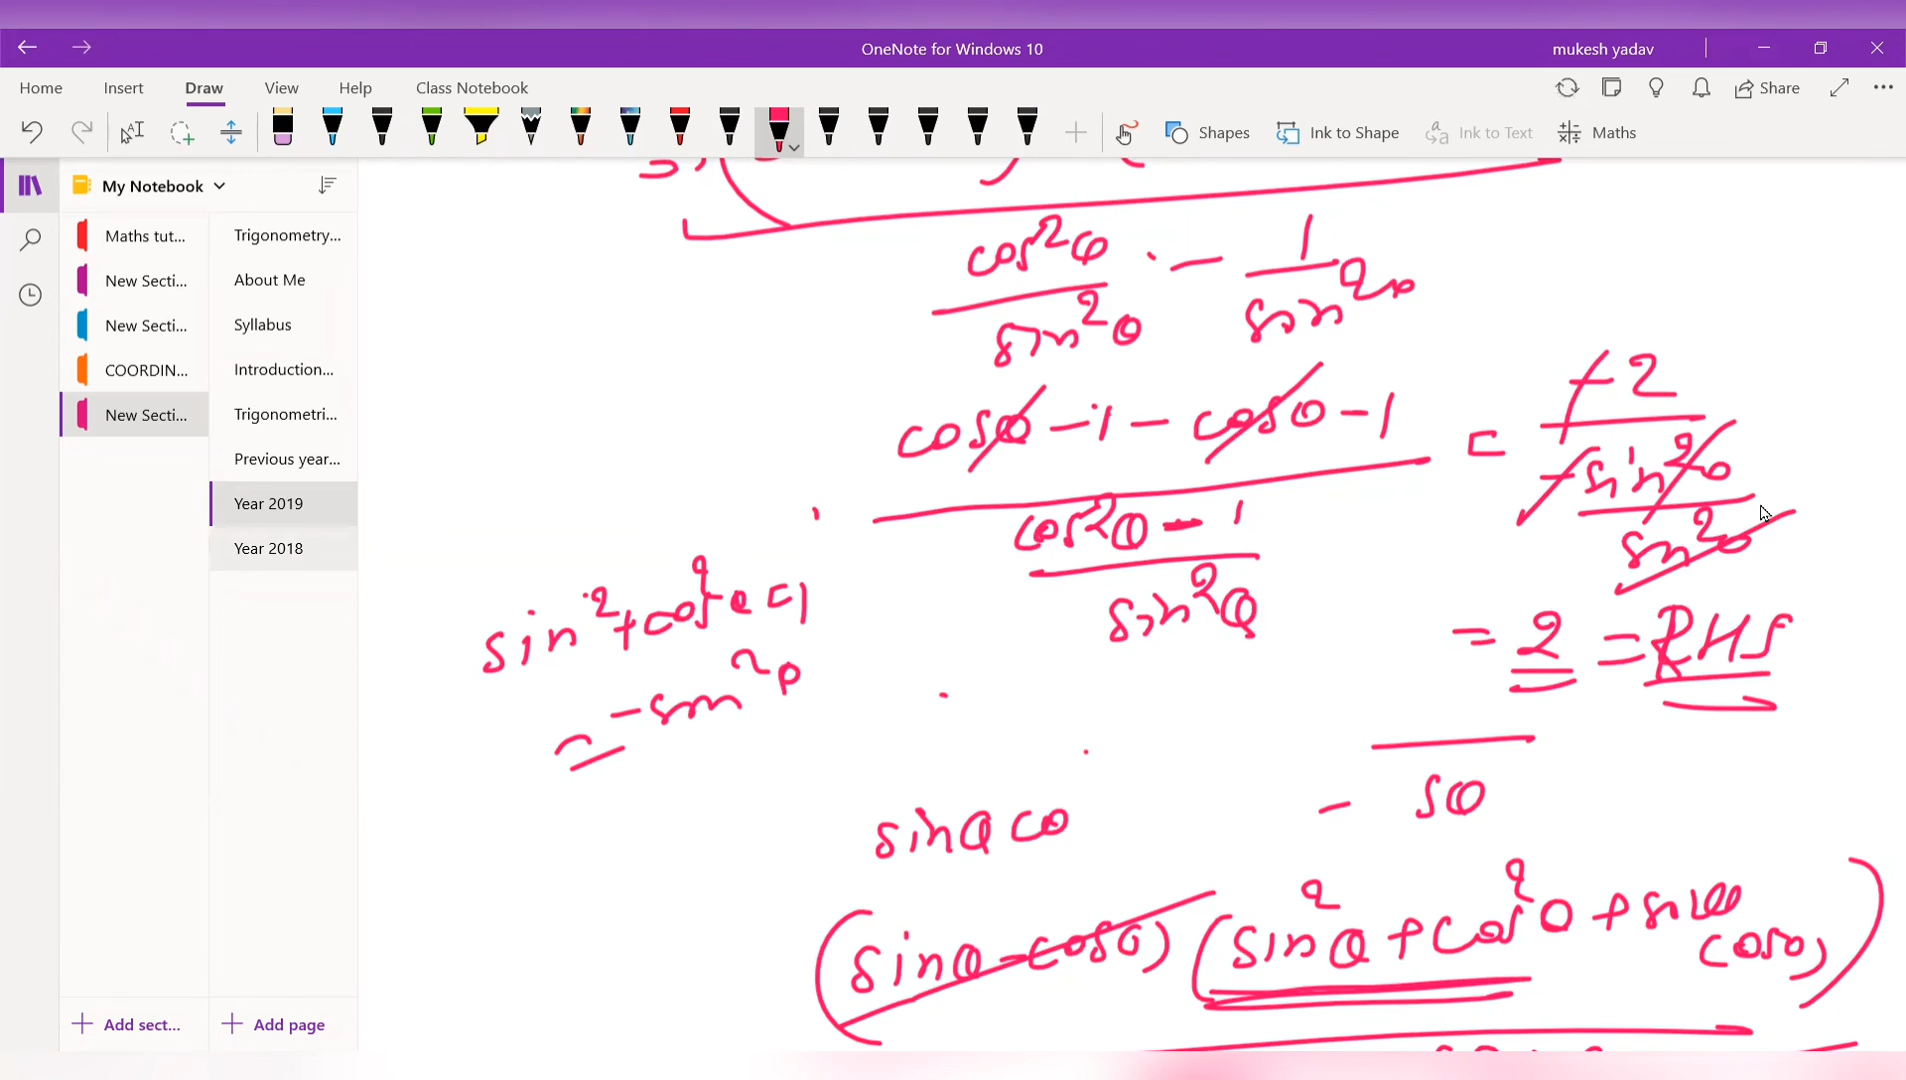 OneNote for Windows 10
mukesh yadav
Home Insert Draw View Help Class Notebook
Share
Shapes Ink to Shape Ink to Text Maths
My Notebook
Maths tut...
New Secti...
New Secti...
COORDIN...
New Secti...
Trigonometry...
About Me
Syllabus
Introduction...
Trigonometri...
Previous year...
Year 2019
Year 2018
Add sect...
Add page
cos²θ - 1
sin²θ sin²θ
cosθ - 1 - cosθ - 1 = -2
cos²θ - 1
sin²θ
-sin²θ
sin²θ
= 2 = RHS
sin² + cos²θ = 1
= -sin²θ
sinθ co
- sθ
(sinθ - cosθ) (sin²θ + cos²θ + sinθ
cosθ)